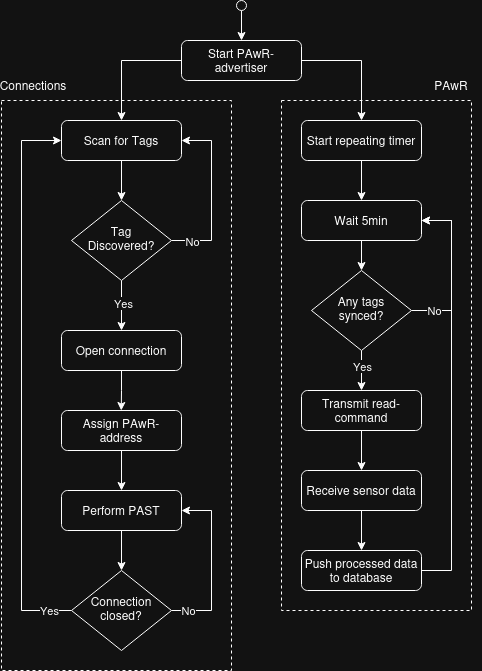 Start PAwR-
advertiser
Connections
PAwR
Scan for Tags
Tag
Discovered?
No
Yes
Open connection
Assign PAwR-
address
Perform PAST
Connection
closed?
Yes
No
Start repeating timer
Wait 5min
Any tags
synced?
No
Yes
Transmit read-
command
Receive sensor data
Push processed data
to database